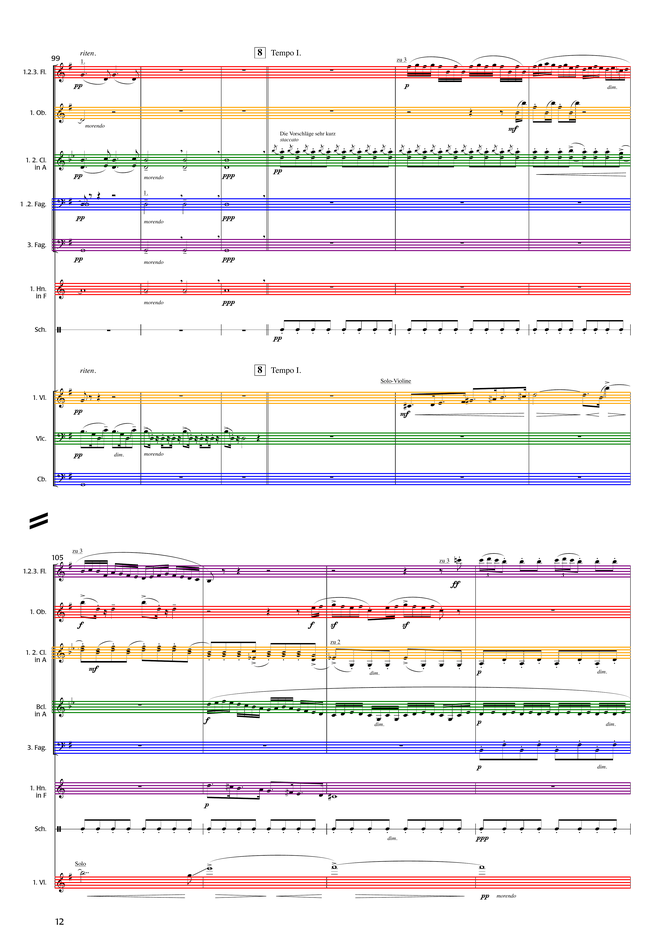 riten. 8 Tempo I.
99
1. zu 3
1.2.3. Fl.
pp p dim.
1. Ob.
morendo mf
Die Vorschläge sehr kurz
staccato
1. 2. Cl.
in A
pp morendo ppp pp
1.
1.2. Fag.
pp morendo ppp
3. Fag.
pp morendo ppp
1. Hn.
in F
morendo ppp
Sch.
pp
riten. 8 Tempo I.
Solo-Violine
1. Vl.
pp mf
Vlc.
pp dim. morendo
Cb.
105
zu 3 zu 3
1.2.3. Fl.
ff
1. Ob.
f f sf sf
zu 2
1. 2. Cl.
in A
mf dim. p dim.
Bcl.
in A
f dim. p dim.
3. Fag.
p dim.
1. Hn.
in F
p
Sch.
dim. ppp
Solo
1. Vl.
pp morendo
12